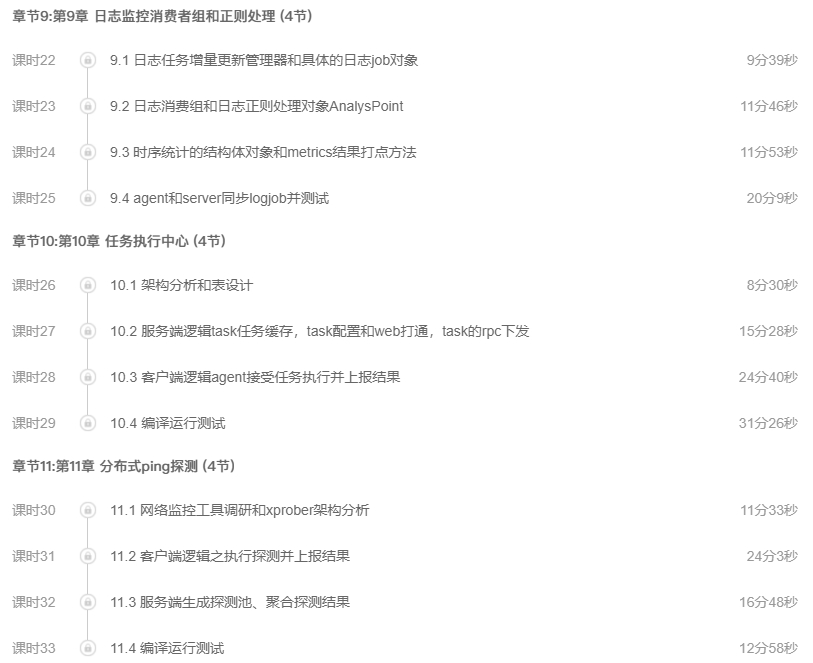 章节9:第9章 日志监控消费者组和正则处理 (4节)
课时22 9.1 日志任务增量更新管理器和具体的日志job对象 9分39秒
课时23 9.2 日志消费组和日志正则处理对象AnalysPoint 11分46秒
课时24 9.3 时序统计的结构体对象和metrics结果打点方法 11分53秒
课时25 9.4 agent和server同步logjob并测试 20分9秒
章节10:第10章 任务执行中心 (4节)
课时26 10.1 架构分析和表设计 8分30秒
课时27 10.2 服务端逻辑task任务缓存，task配置和web打通，task的rpc下发 15分28秒
课时28 10.3 客户端逻辑agent接受任务执行并上报结果 24分40秒
课时29 10.4 编译运行测试 31分26秒
章节11:第11章 分布式ping探测 (4节)
课时30 11.1 网络监控工具调研和xprober架构分析 11分33秒
课时31 11.2 客户端逻辑之执行探测并上报结果 24分3秒
课时32 11.3 服务端生成探测池、聚合探测结果 16分48秒
课时33 11.4 编译运行测试 12分58秒